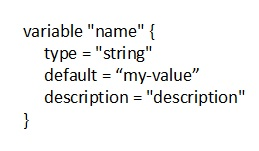 variable "name" {
type = "string"
default = “my-value”
description = "description"
}